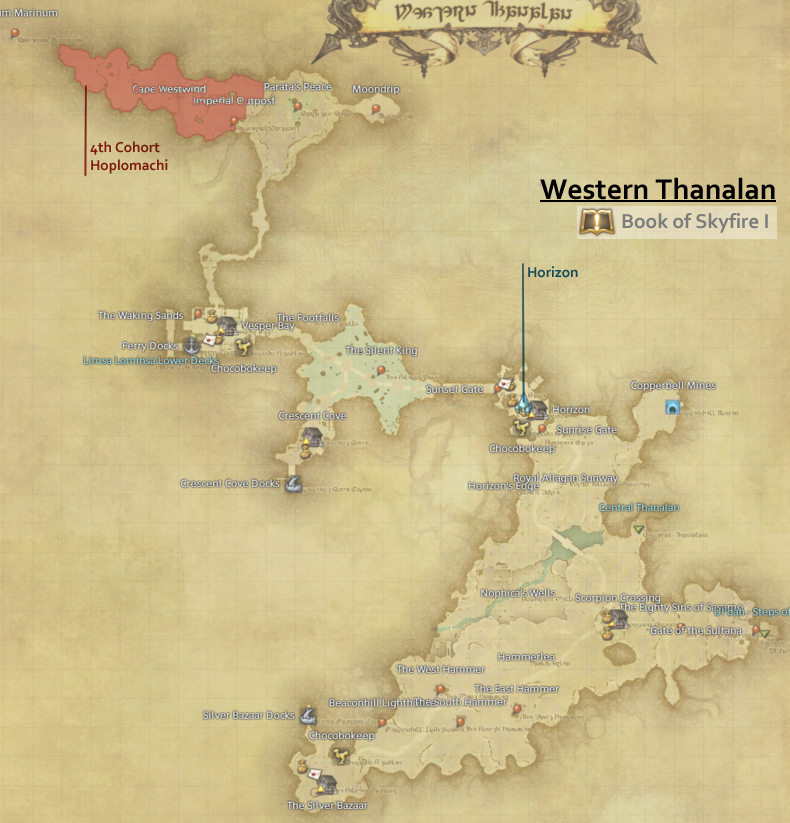 Western Thanalan
um Marinum
Cape Westwind
Parata's Peace
Moondrip
Imperial Outpost
4th Cohort
Hoplomachi
Western Thanalan
Book of Skyfire I
Horizon
The Waking Sands
The Footfalls
Vesper Bay
Ferry Docks
Limsa Lominsa Lower Decks
Chocobokeep
The Silent King
Sunset Gate
Copperbell Mines
Crescent Cove
Horizon
Sunrise Gate
Chocobokeep
Crescent Cove Docks
Royal Allagan Sunway
Horizon's Edge
Central Thanalan
Nophica's Wells
Scorpion Crossing
The Eighty Sins of Sasamo
Gate of the Sultana
Hammerlea
The West Hammer
The East Hammer
Beaconhill Lighthouse
The South Hammer
Silver Bazaar Docks
Chocobokeep
The Silver Bazaar